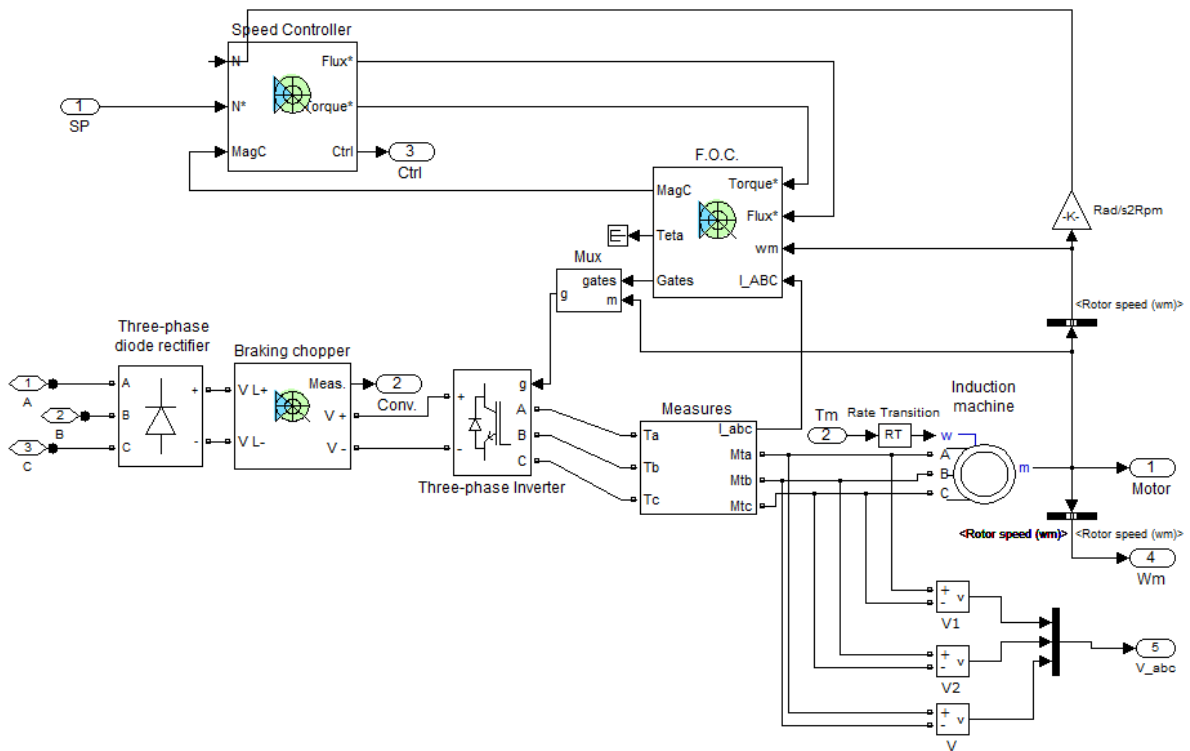 Speed Controller
N
Flux*
N*
Torque*
MagC
Ctrl
1
SP
3
Ctrl
F.O.C.
MagC
Torque*
Flux*
Teta
wm
Gates
I_ABC
-K-
Rad/s2Rpm
Mux
gates
g
m
<Rotor speed (wm)>
Three-phase
diode rectifier
1
A
2
B
3
C
A
B
C
+
-
Braking chopper
V L+
V L-
Meas.
V +
V -
2
Conv.
g
+
-
A
B
C
Three-phase Inverter
Measures
Ta
Tb
Tc
I_abc
Mta
Mtb
Mtc
Tm
2
Rate Transition
RT
Induction
machine
w
A
B
C
m
1
Motor
<Rotor speed (wm)>
<Rotor speed (wm)>
4
Wm
+
-
v
V1
+
-
v
V2
+
-
v
V
5
V_abc